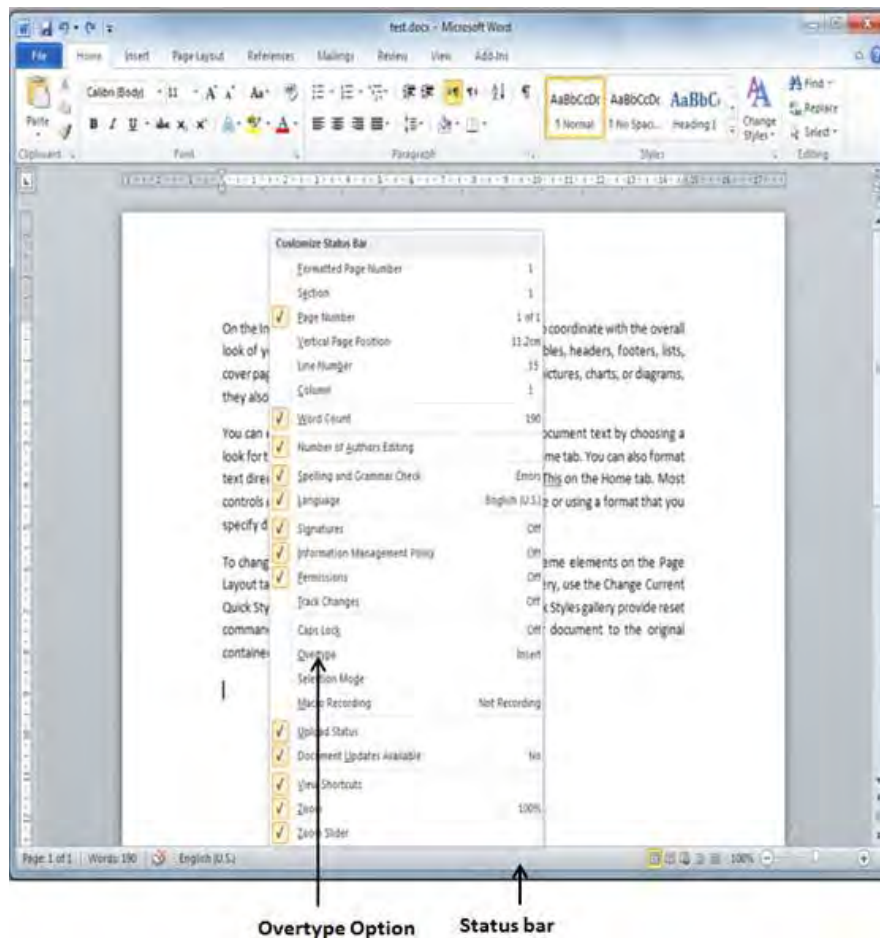 test.docx - Microsoft Word
File Home Insert Page Layout References Mailings Review View Add-Ins
Calibri (Body) 11 A A Aa
AaBbCcDc AaBbCcDc AaBbC
Find
Replace
Select
Paste
B I U abc x, x A
¶ Normal ¶ No Spaci... Heading 1
Change Styles
Clipboard Font Paragraph Styles Editing
Customize Status Bar
Formatted Page Number 1
Section 1
Page Number 1 of 1
Vertical Page Position 11.2cm
Line Number 15
Column 1
Word Count 190
Number of Authors Editing
Spelling and Grammar Check Errors
Language English (U.S.)
Signatures Off
Information Management Policy Off
Permissions Off
Track Changes Off
Caps Lock Off
Overtype Insert
Selection Mode
Macro Recording Not Recording
Upload Status
Document Updates Available No
View Shortcuts
Zoom 100%
Zoom Slider
On the In coordinate with the overall
look of y bles, headers, footers, lists,
cover pag ictures, charts, or diagrams,
they also
You can ocument text by choosing a
look for t me tab. You can also format
text dire This on the Home tab. Most
controls e or using a format that you
specify d
To chang eme elements on the Page
Layout ta ery, use the Change Current
Quick Sty Styles gallery provide reset
comman document to the original
containe
Page: 1 of 1 Words: 190 English (U.S.) 100%
Overtype Option Status bar